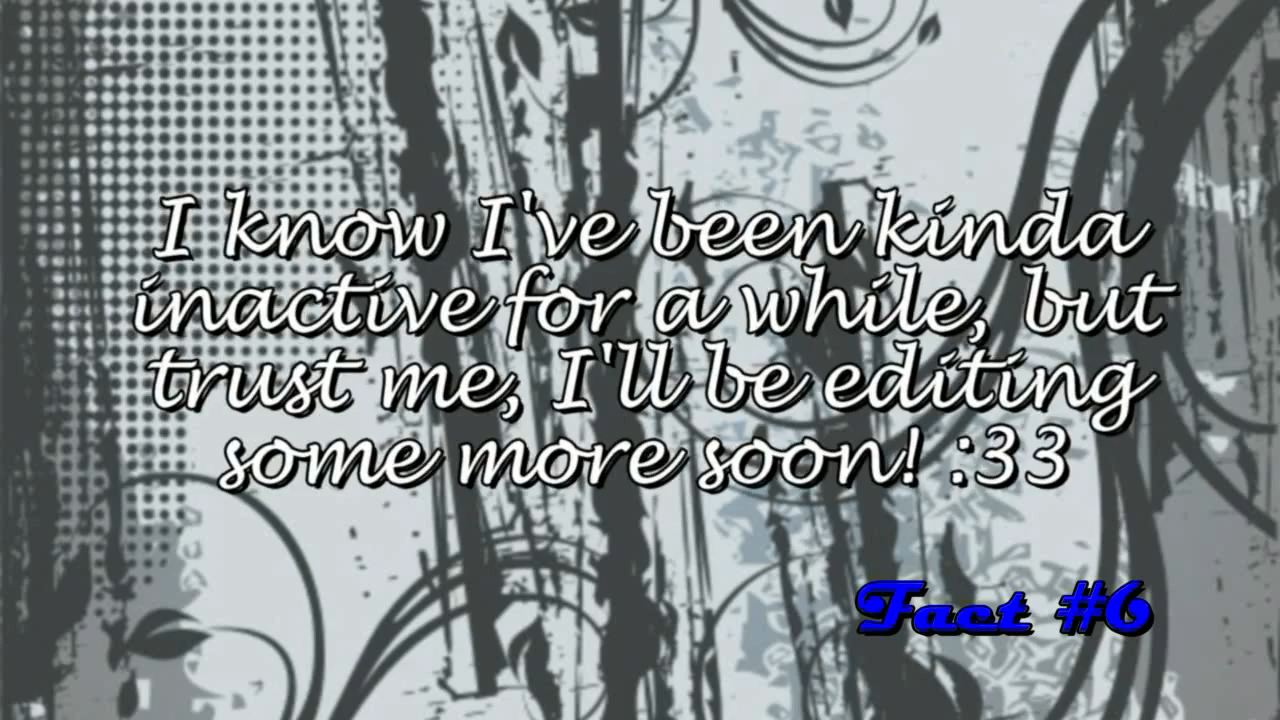 I know I've been kinda
inactive for a while, but
trust me, I'll be editing
some more soon! :33
Fact #6